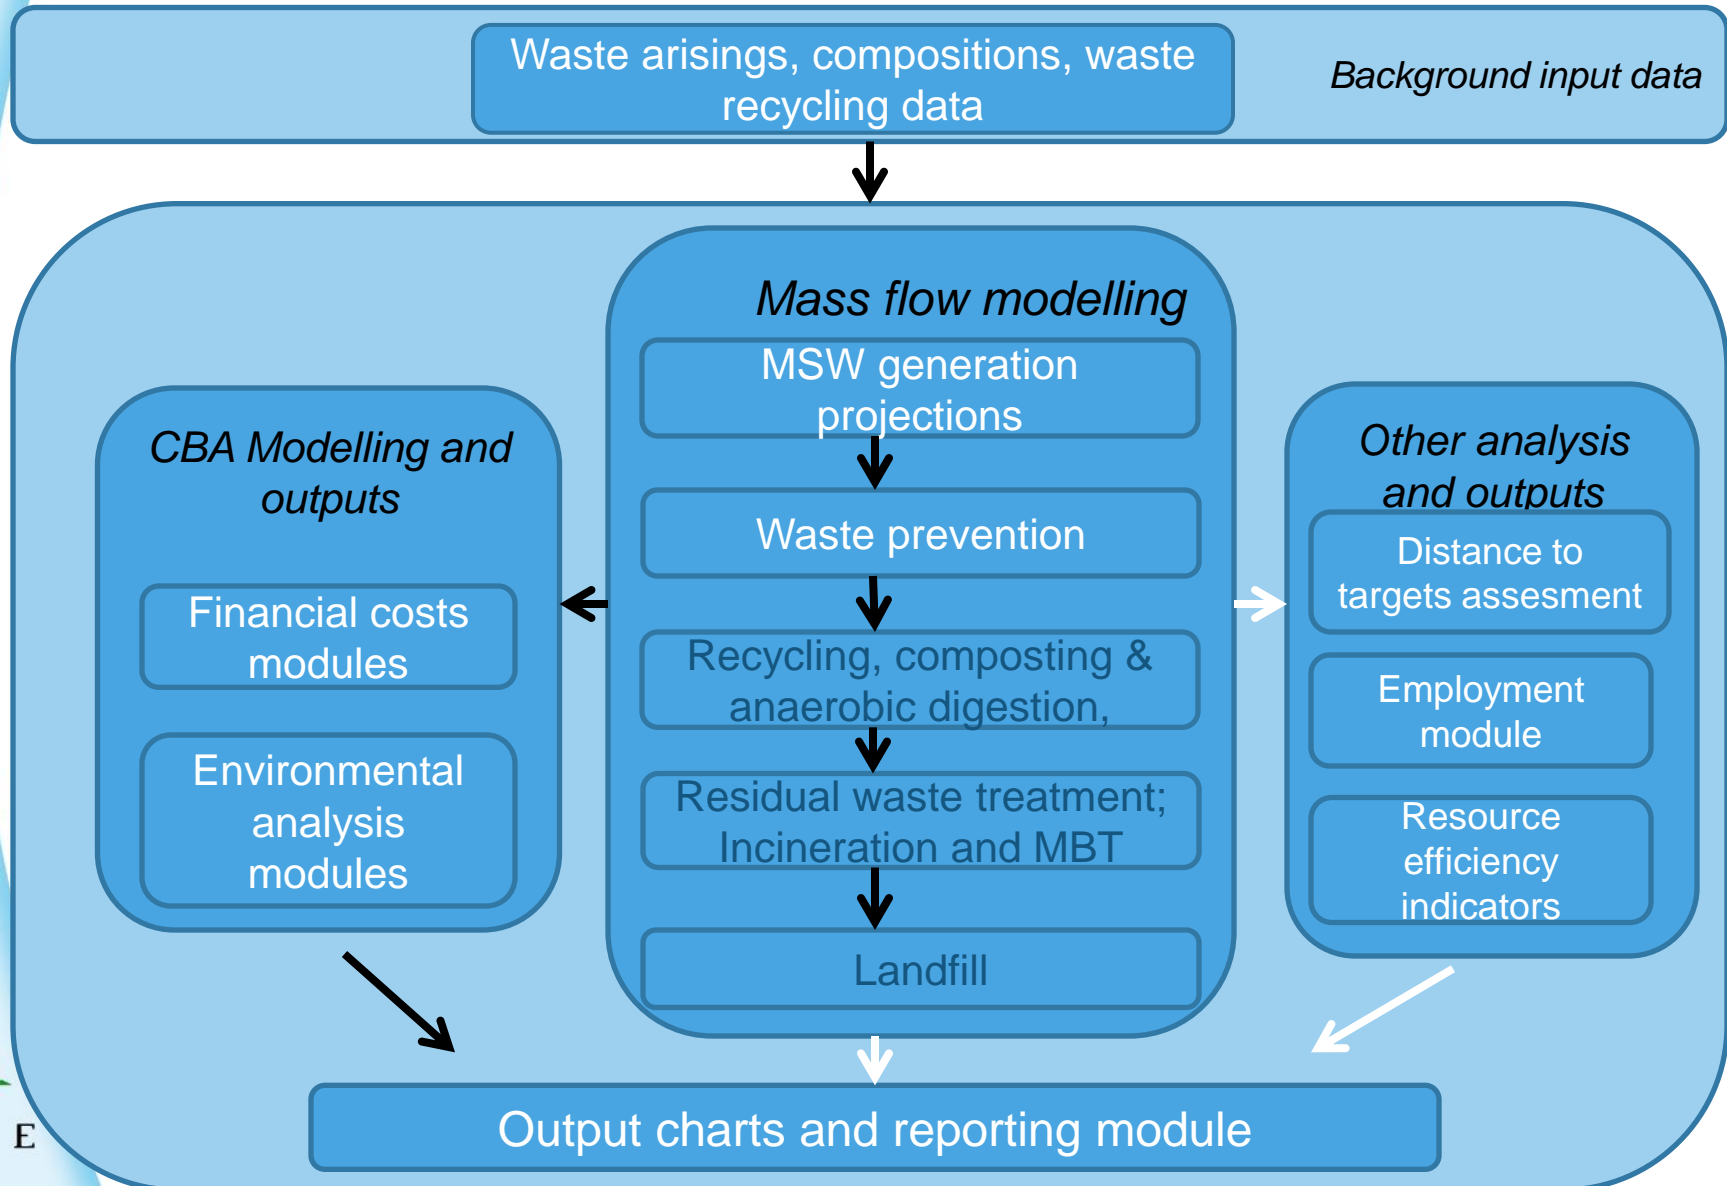 Waste arisings, compositions, waste
recycling data
Background input data
Mass flow modelling
MSW generation
projections
Waste prevention
Recycling, composting &
anaerobic digestion,
Residual waste treatment;
Incineration and MBT
Landfill
CBA Modelling and
outputs
Financial costs
modules
Environmental
analysis
modules
Other analysis
and outputs
Distance to
targets assesment
Employment
module
Resource
efficiency
indicators
Output charts and reporting module
E